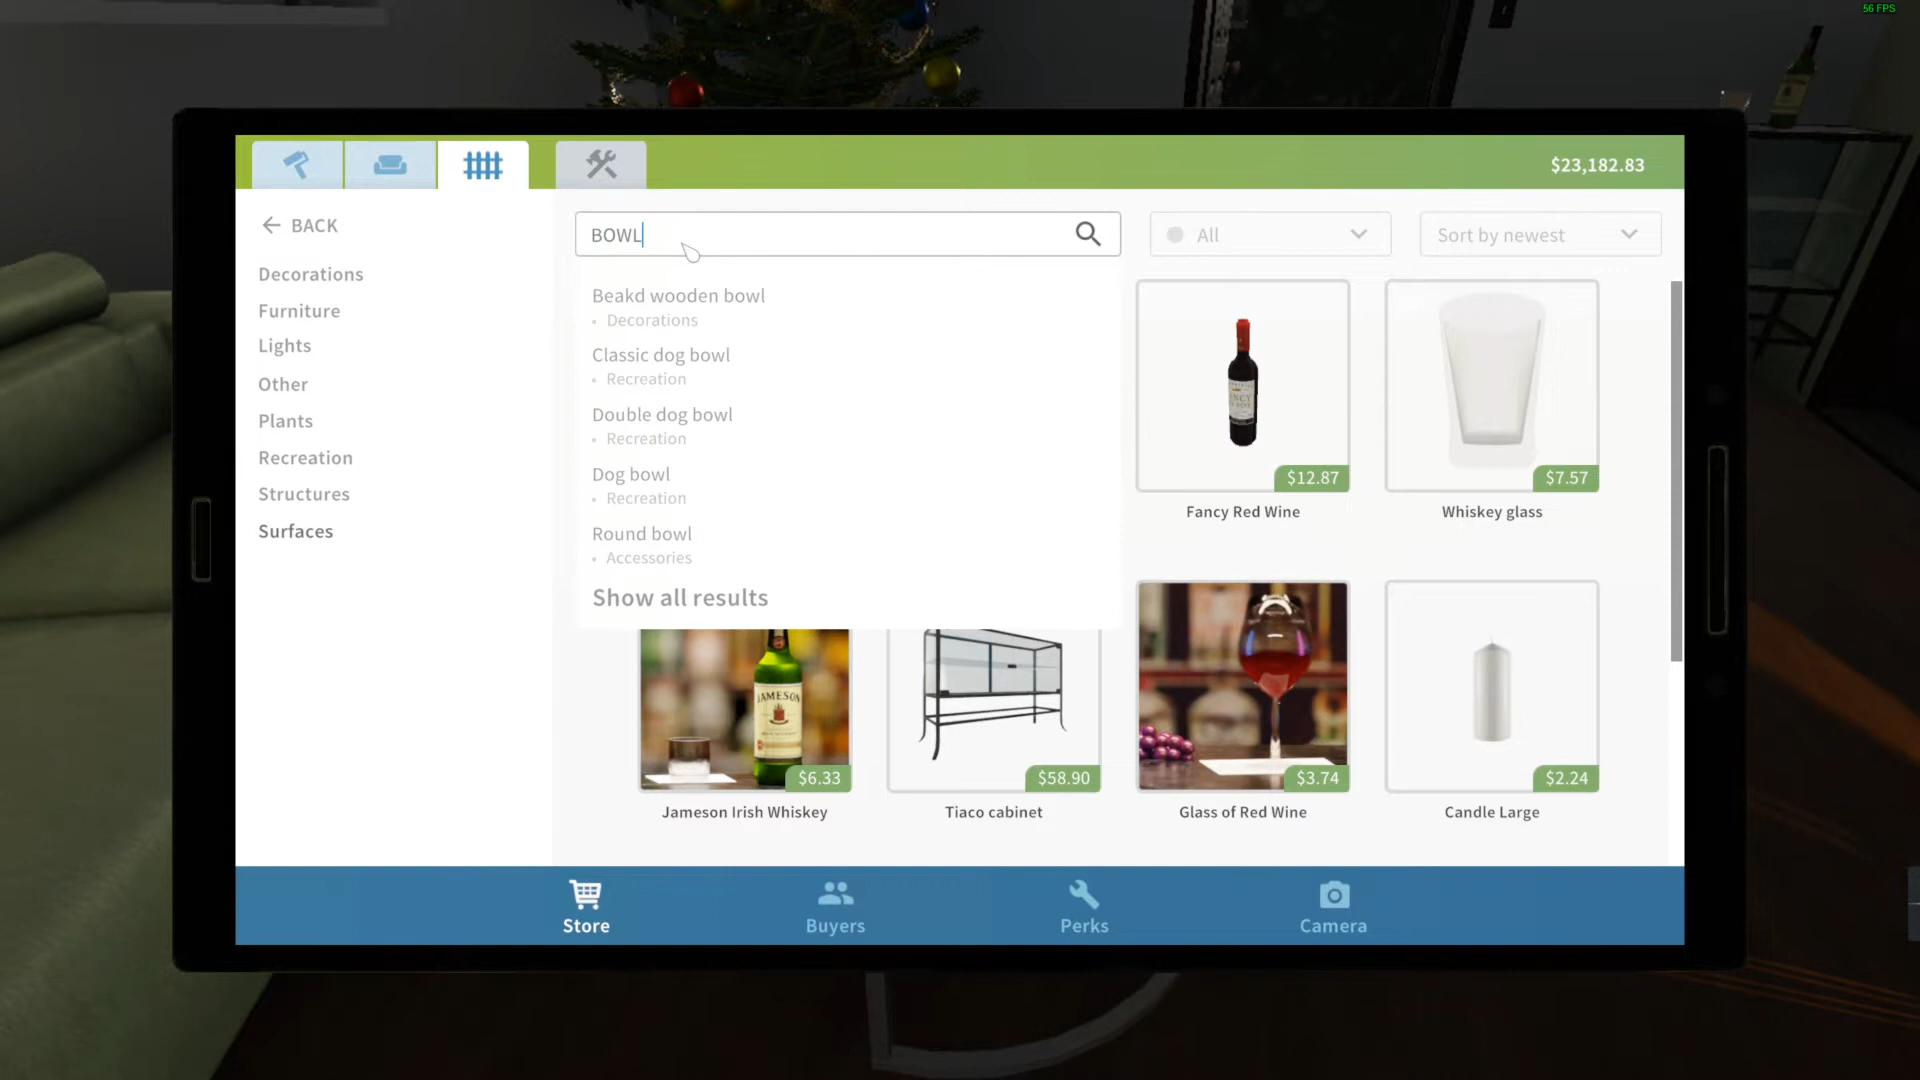 56 FPS
$23,182.83
BACK
BOWL
All
Sort by newest
Decorations
Furniture
Lights
Other
Plants
Recreation
Structures
Surfaces
Beakd wooden bowl
• Decorations
Classic dog bowl
• Recreation
Double dog bowl
• Recreation
Dog bowl
• Recreation
Round bowl
• Accessories
Show all results
$12.87
Fancy Red Wine
$7.57
Whiskey glass
JAMESON
$6.33
Jameson Irish Whiskey
$58.90
Tiaco cabinet
$3.74
Glass of Red Wine
$2.24
Candle Large
Store
Buyers
Perks
Camera